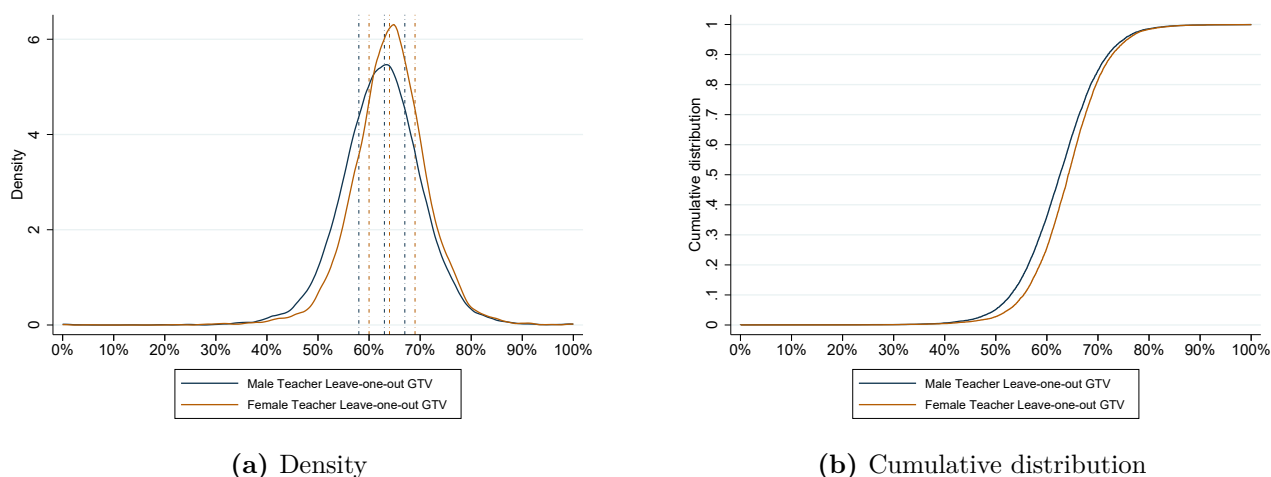 Density
6
4
2
0
0% 10% 20% 30% 40% 50% 60% 70% 80% 90% 100%
Male Teacher Leave-one-out GTV
Female Teacher Leave-one-out GTV
(a) Density
Cumulative distribution
1
.9
.8
.7
.6
.5
.4
.3
.2
.1
0
0% 10% 20% 30% 40% 50% 60% 70% 80% 90% 100%
Male Teacher Leave-one-out GTV
Female Teacher Leave-one-out GTV
(b) Cumulative distribution